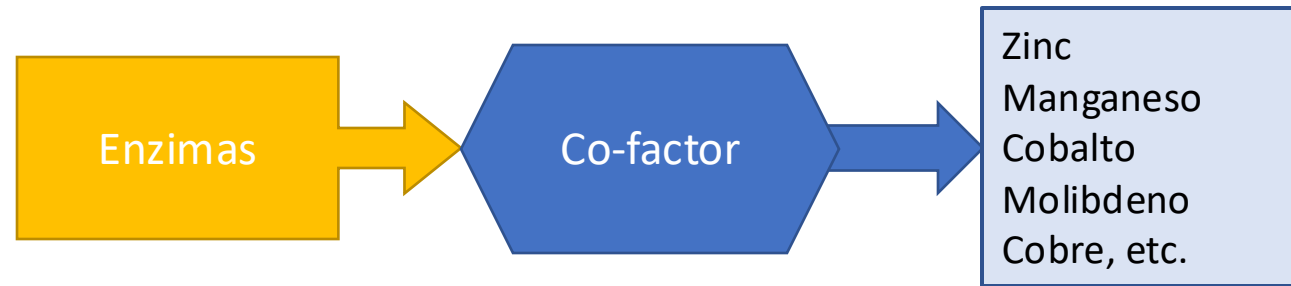 Enzimas
Co-factor
Zinc
Manganeso
Cobalto
Molibdeno
Cobre, etc.